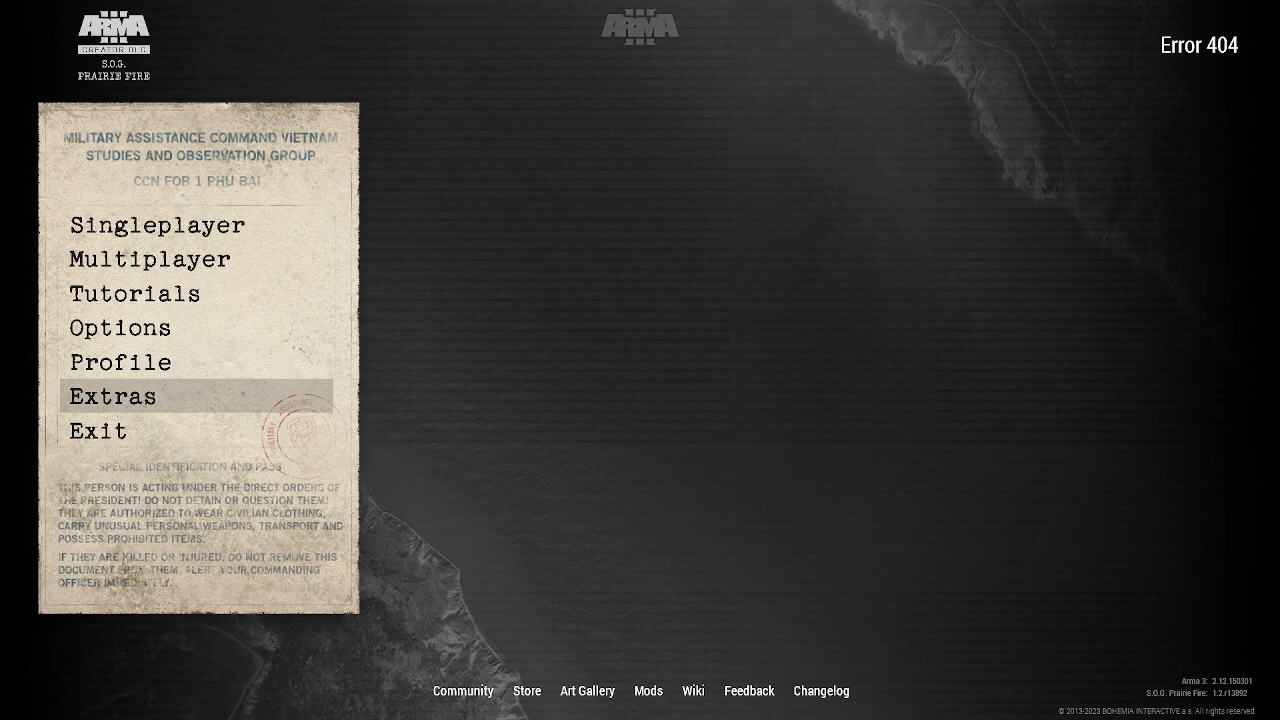 ARMA III
CREATOR DLC
S.O.G.
PRAIRIE FIRE
ARMA III
Error 404
MILITARY ASSISTANCE COMMAND VIETNAM
STUDIES AND OBSERVATION GROUP
CCN FOB 1 PHU BAI
Singleplayer
Multiplayer
Tutorials
Options
Profile
Extras
Exit
SPECIAL IDENTIFICATION AND PASS
THIS PERSON IS ACTING UNDER THE DIRECT ORDERS OF
THE PRESIDENT! DO NOT DETAIN OR QUESTION THEM!
THEY ARE AUTHORIZED TO WEAR CIVILIAN CLOTHING,
CARRY UNUSUAL PERSONAL WEAPONS, TRANSPORT AND
POSSESS PROHIBITED ITEMS.
IF THEY ARE KILLED OR INJURED, DO NOT REMOVE THIS
DOCUMENT FROM THEM. ALERT YOUR COMMANDING
OFFICER IMMEDIATELY.
Community Store Art Gallery Mods Wiki Feedback Changelog
Arma 3: 2.12.150301
S.O.G. Prairie Fire: 1.2.r13892
© 2013-2023 BOHEMIA INTERACTIVE a.s. All rights reserved.